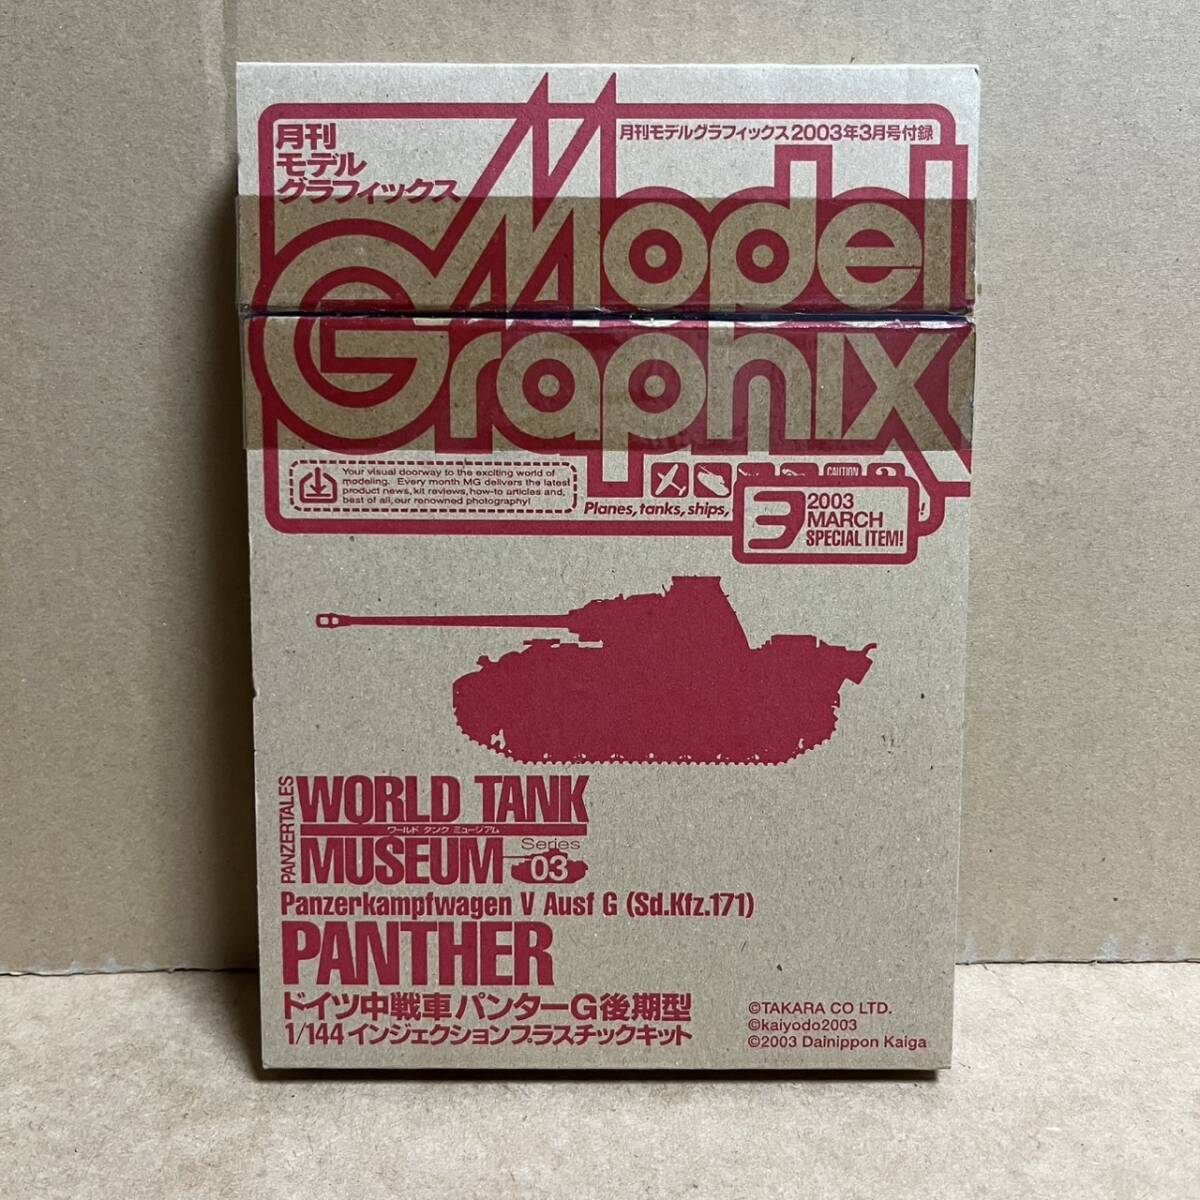 月刊
モデル
グラフィックス
月刊モデルグラフィックス2003年3月号付録
Model
Graphix
Your visual doorway to the exciting world of
modeling. Every month MG delivers the latest
product news, kit reviews, how-to articles and,
best of all, our renowned photography!
CAUTION
Planes, tanks, ships,
3
2003
MARCH
SPECIAL ITEM!
PANZERTALES
WORLD TANK
ワールド タンク ミュージアム
MUSEUM
Series
03
Panzerkampfwagen V Ausf G (Sd.Kfz.171)
PANTHER
ドイツ中戦車 パンターG後期型
1/144 インジェクションプラスチックキット
©TAKARA CO LTD.
©kaiyodo2003
©2003 Dainippon Kaiga